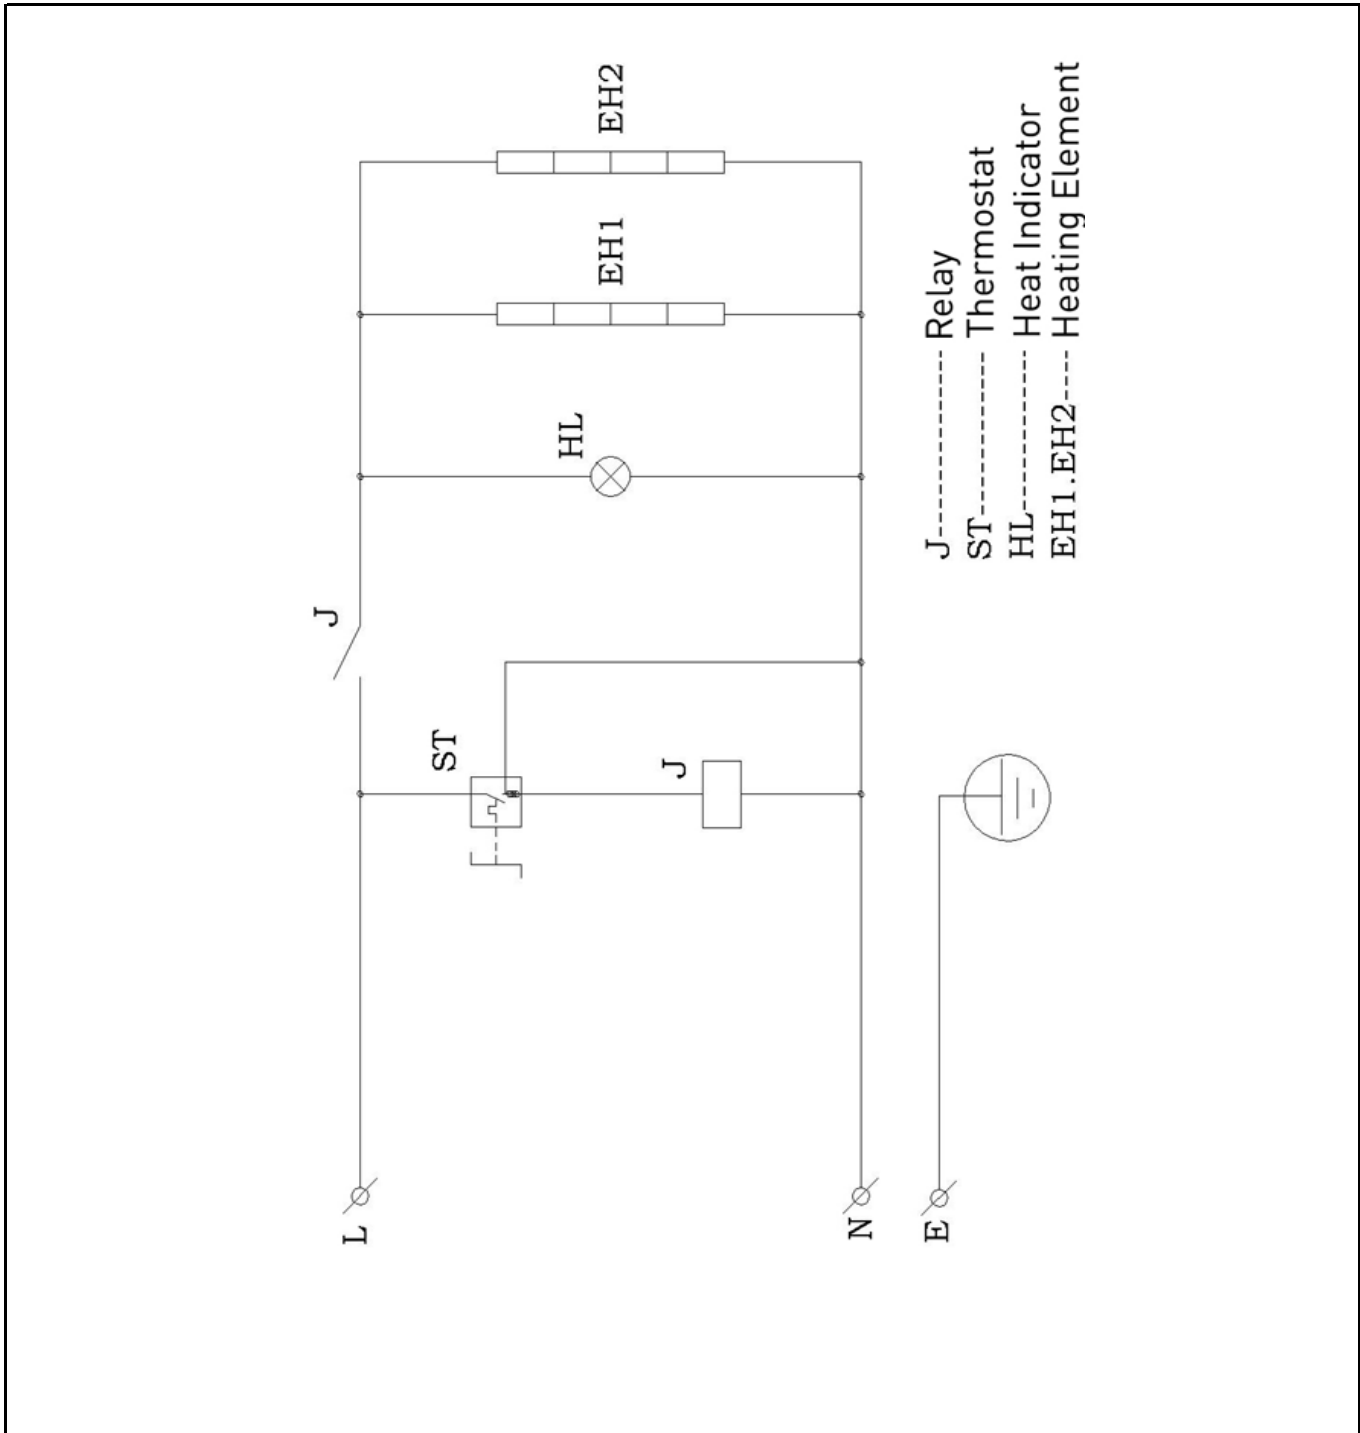 L
N
E
ST
J
J
HL
EH1
EH2
J------------Relay
ST-----------Thermostat
HL-----------Heat Indicator
EH1.EH2----Heating Element